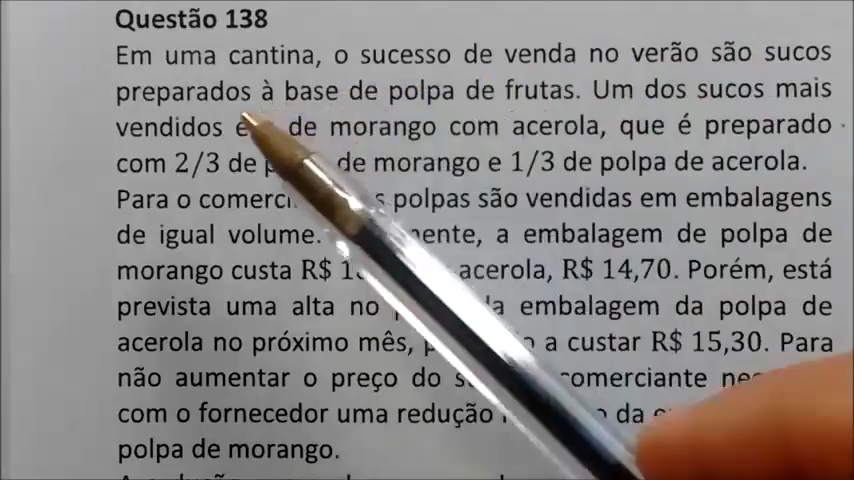 Questão 138
Em uma cantina, o sucesso de venda no verão são sucos
preparados à base de polpa de frutas. Um dos sucos mais
vendidos de morango com acerola, que é preparado
com 2/3 de de morango e 1/3 de polpa de acerola.
Para o polpas são vendidas em embalagens
de igual volume. a embalagem de polpa de
morango custa R$ acerola, R$ 14,70. Porém, está
prevista uma alta no embalagem da polpa de
acerola no próximo mês, a custar R$ 15,30. Para
não aumentar o preço do comerciante
com o fornecedor uma redução da
polpa de morango.